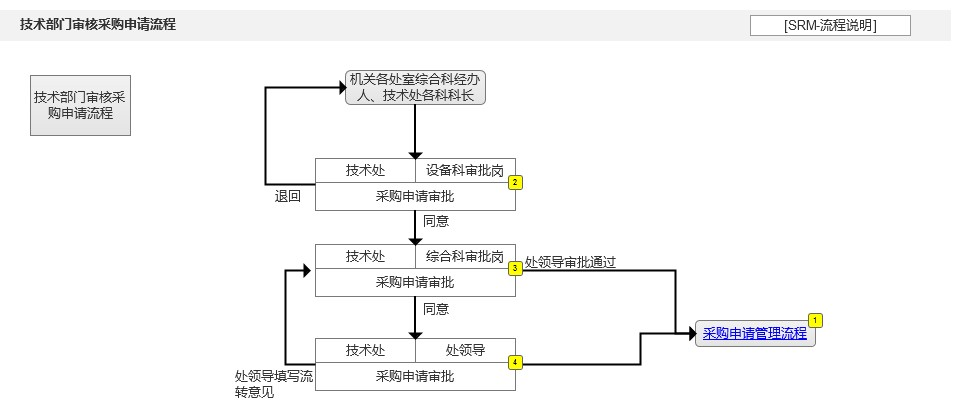 技术部门审核采购申请流程
[SRM-流程说明]
技术部门审核采
购申请流程
机关各处室综合科经办
人、技术处各科科长
技术处
设备科审批岗
2
采购申请审批
退回
同意
技术处
综合科审批岗
3
处领导审批通过
采购申请审批
同意
1
采购申请管理流程
技术处
处领导
4
采购申请审批
处领导填写流
转意见